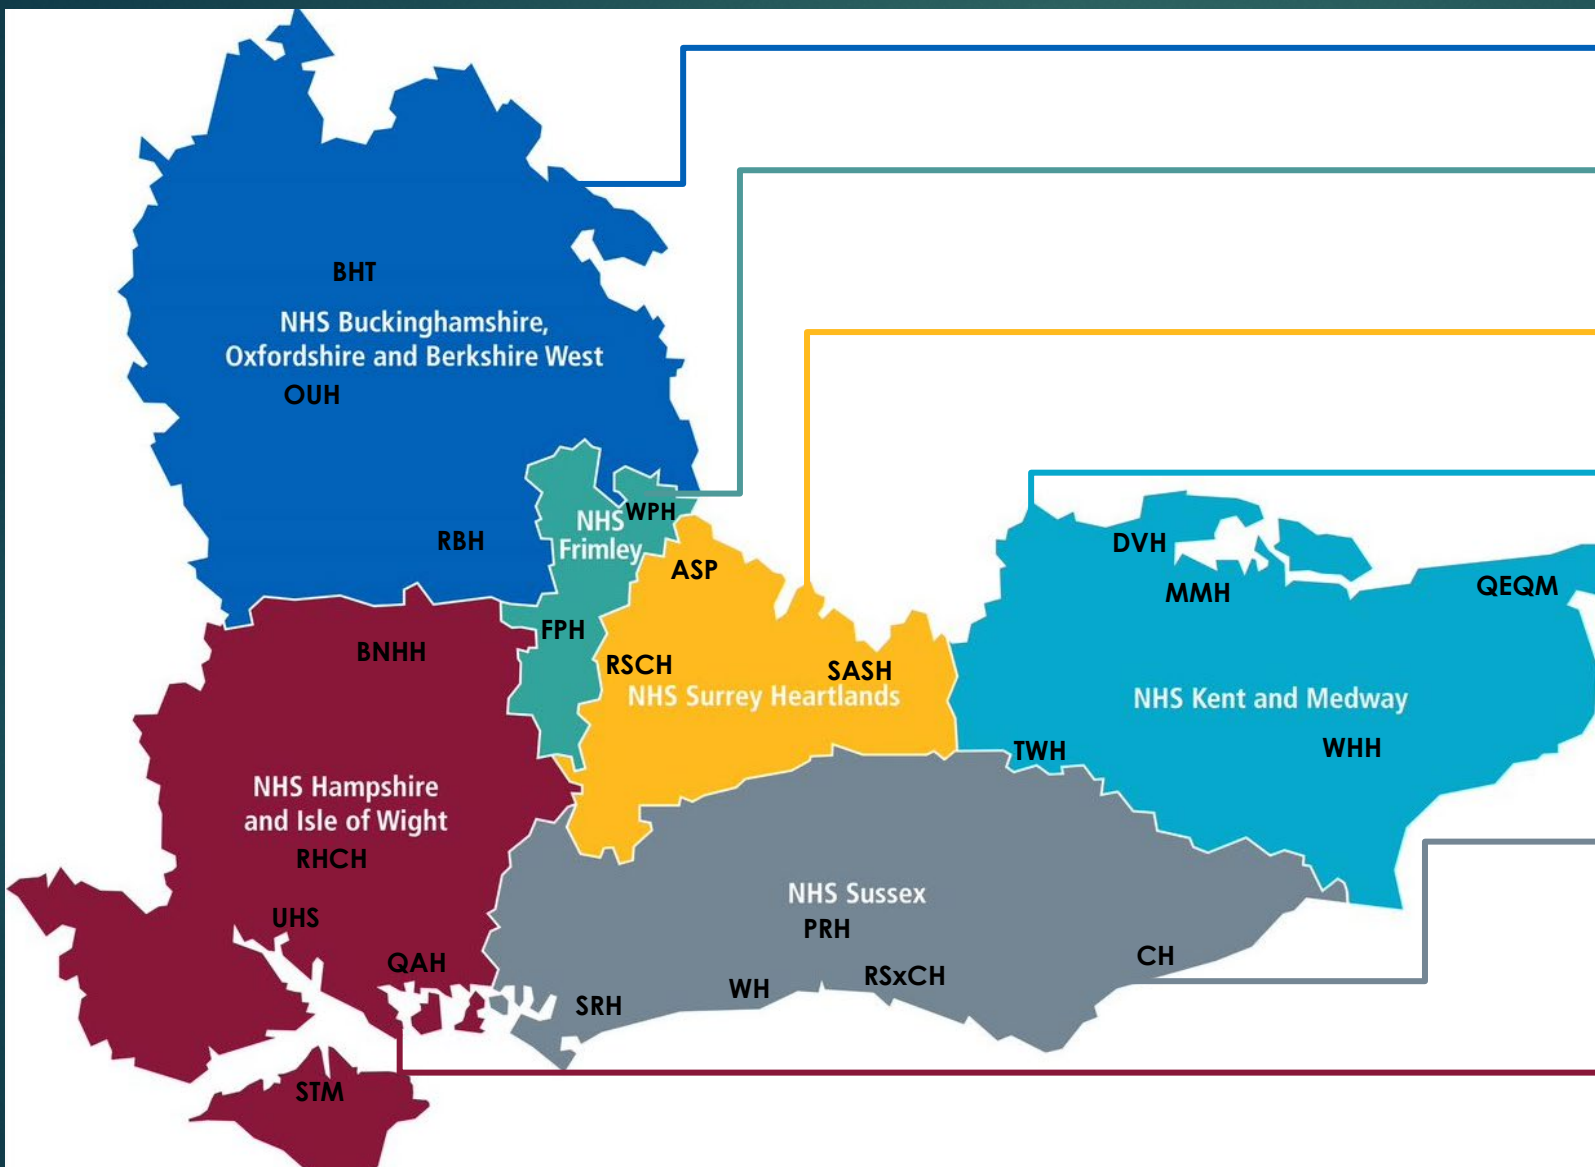 BHT
NHS Buckinghamshire,
Oxfordshire and Berkshire West
OUH
RBH
NHS
Frimley
WPH
FPH
ASP
RSCH
SASH
NHS Surrey Heartlands
DVH
MMH
QEQM
NHS Kent and Medway
TWH
WHH
BNHH
NHS Hampshire
and Isle of Wight
RHCH
UHS
QAH
STM
NHS Sussex
PRH
CH
RSxCH
WH
SRH